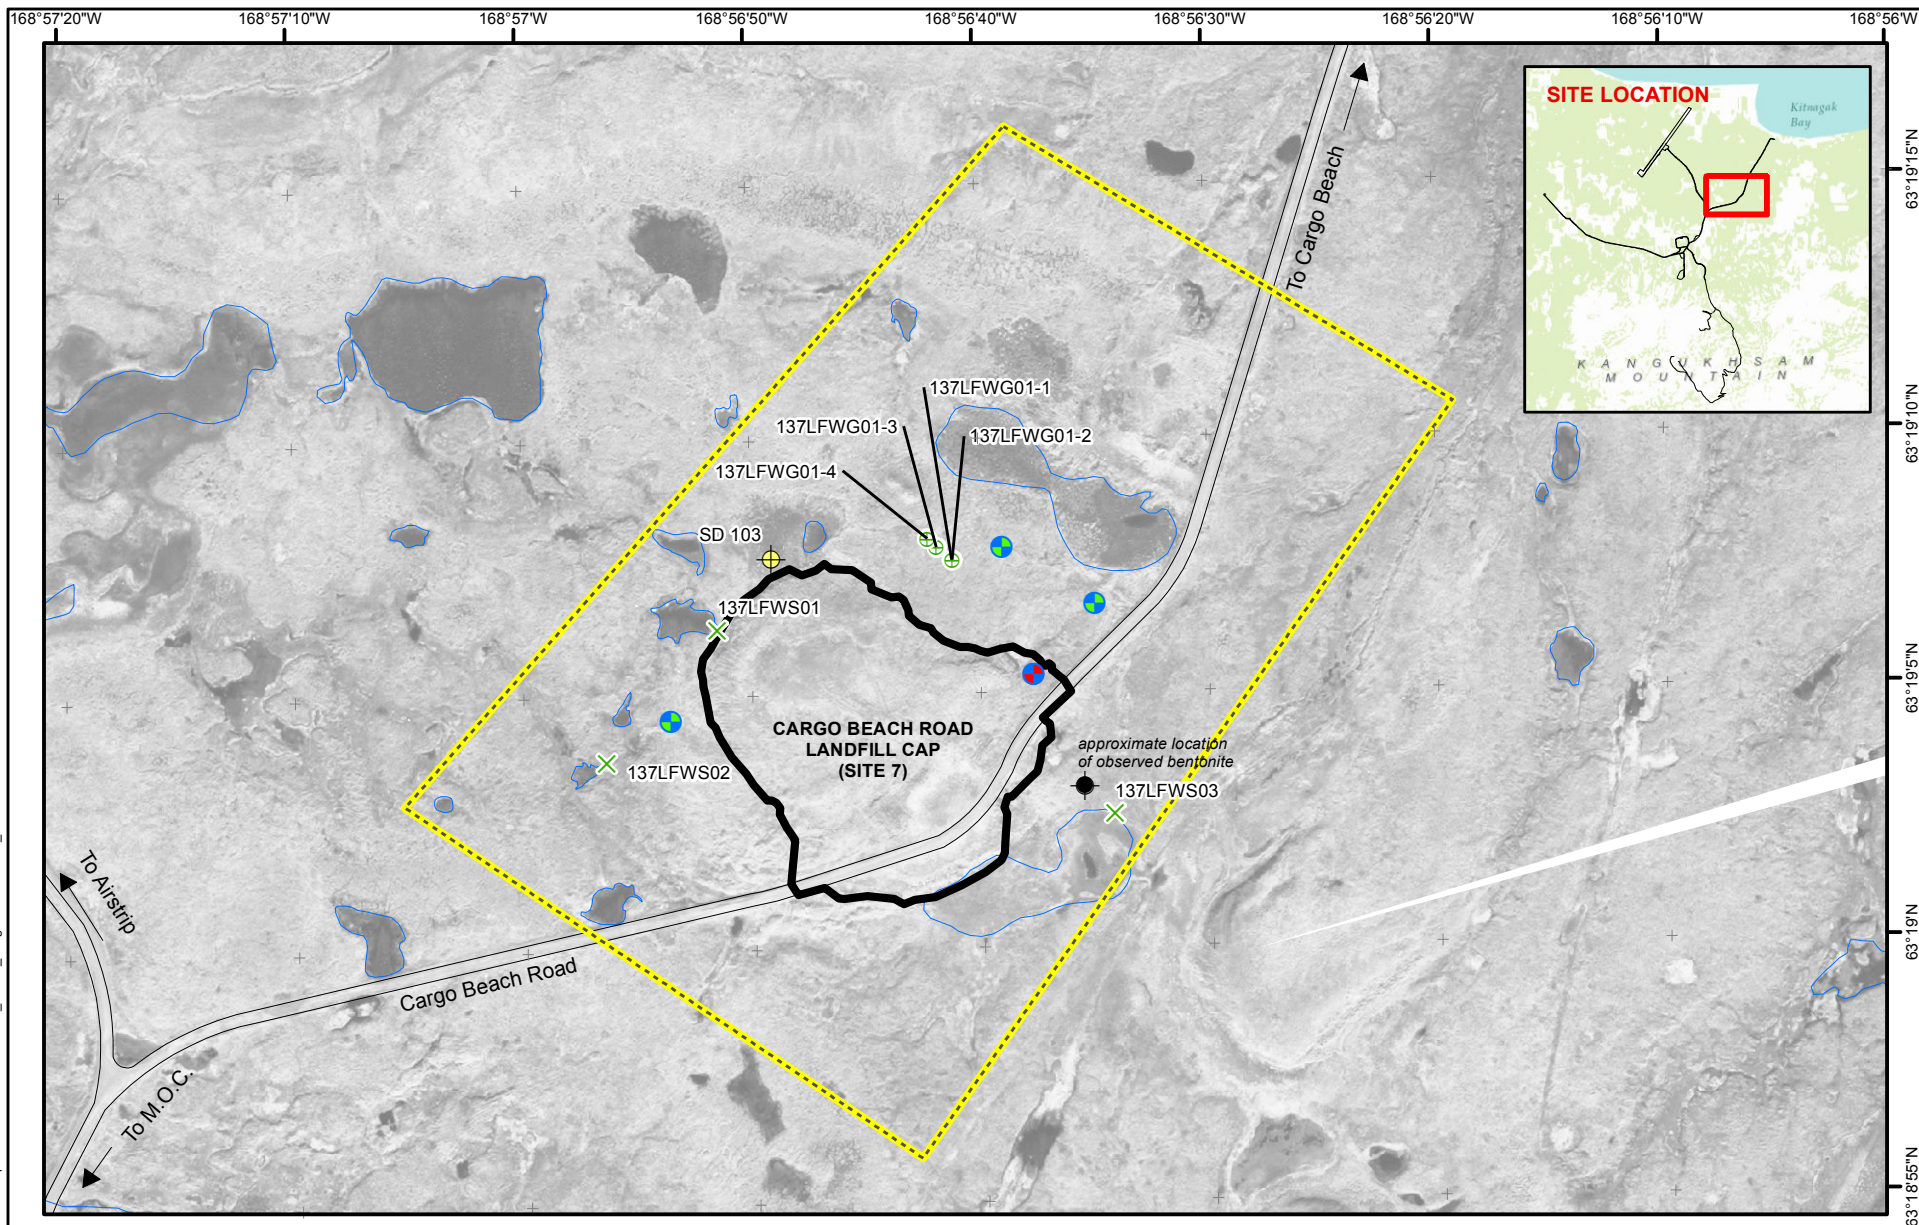 168°57'20"W
168°57'10"W
168°57'W
168°56'50"W
168°56'40"W
168°56'30"W
168°56'20"W
168°56'10"W
168°56'W
SITE LOCATION
Kitnagak
Bay
KANGUKHSAM
MOUNTAIN
63°19'15"N
63°19'10"N
63°19'5"N
63°19'N
63°18'55"N
To Cargo Beach
137LFWG01-1
137LFWG01-3
137LFWG01-2
137LFWG01-4
SD 103
137LFWS01
CARGO BEACH ROAD
LANDFILL CAP
(SITE 7)
approximate location
of observed bentonite
137LFWS02
137LFWS03
To Airstrip
Cargo Beach Road
To M.O.C.